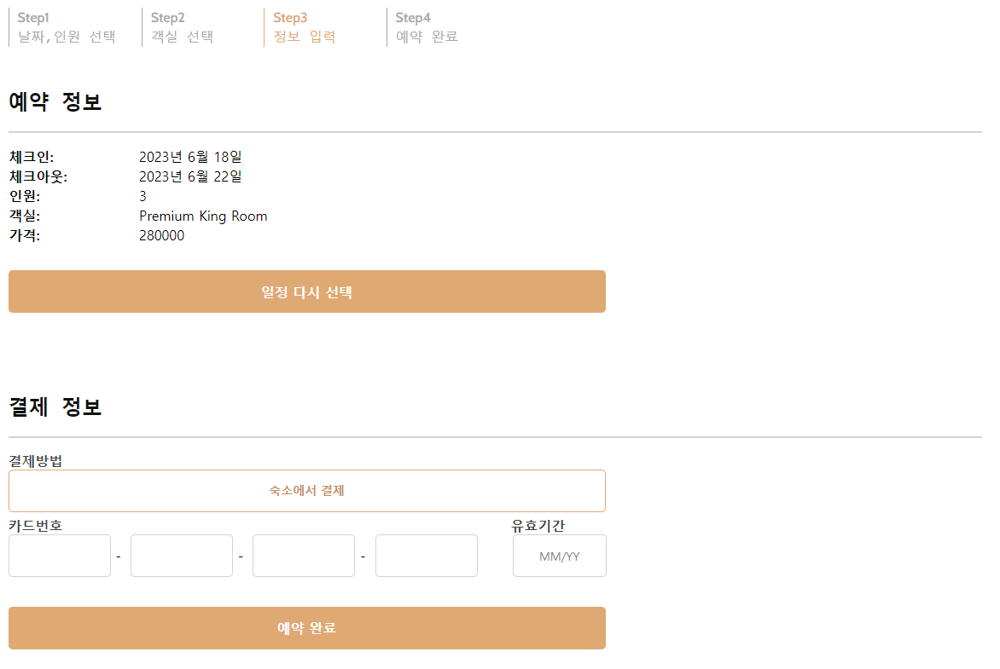 Step1
날짜,인원 선택
Step2
객실 선택
Step3
정보 입력
Step4
예약 완료
예약 정보
체크인: 2023년 6월 18일
체크아웃: 2023년 6월 22일
인원: 3
객실: Premium King Room
가격: 280000
일정 다시 선택
결제 정보
결제방법
숙소에서 결제
카드번호
유효기간
- - -
MM/YY
예약 완료